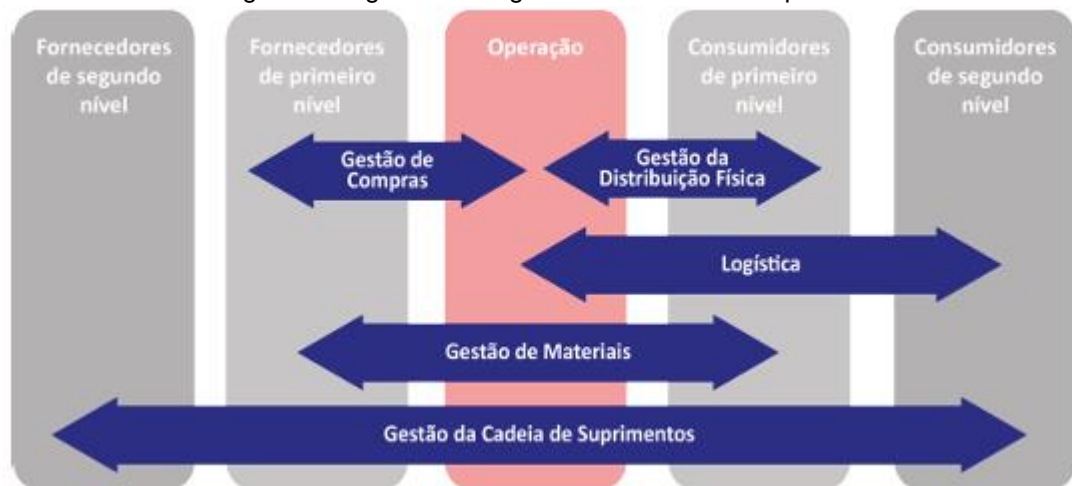 Fornecedores
de segundo
nível
Fornecedores
de primeiro
nível
Operação
Consumidores
de primeiro
nível
Consumidores
de segundo
nível
Gestão de
Compras
Gestão da
Distribuição Física
Logística
Gestão de Materiais
Gestão da Cadeia de Suprimentos